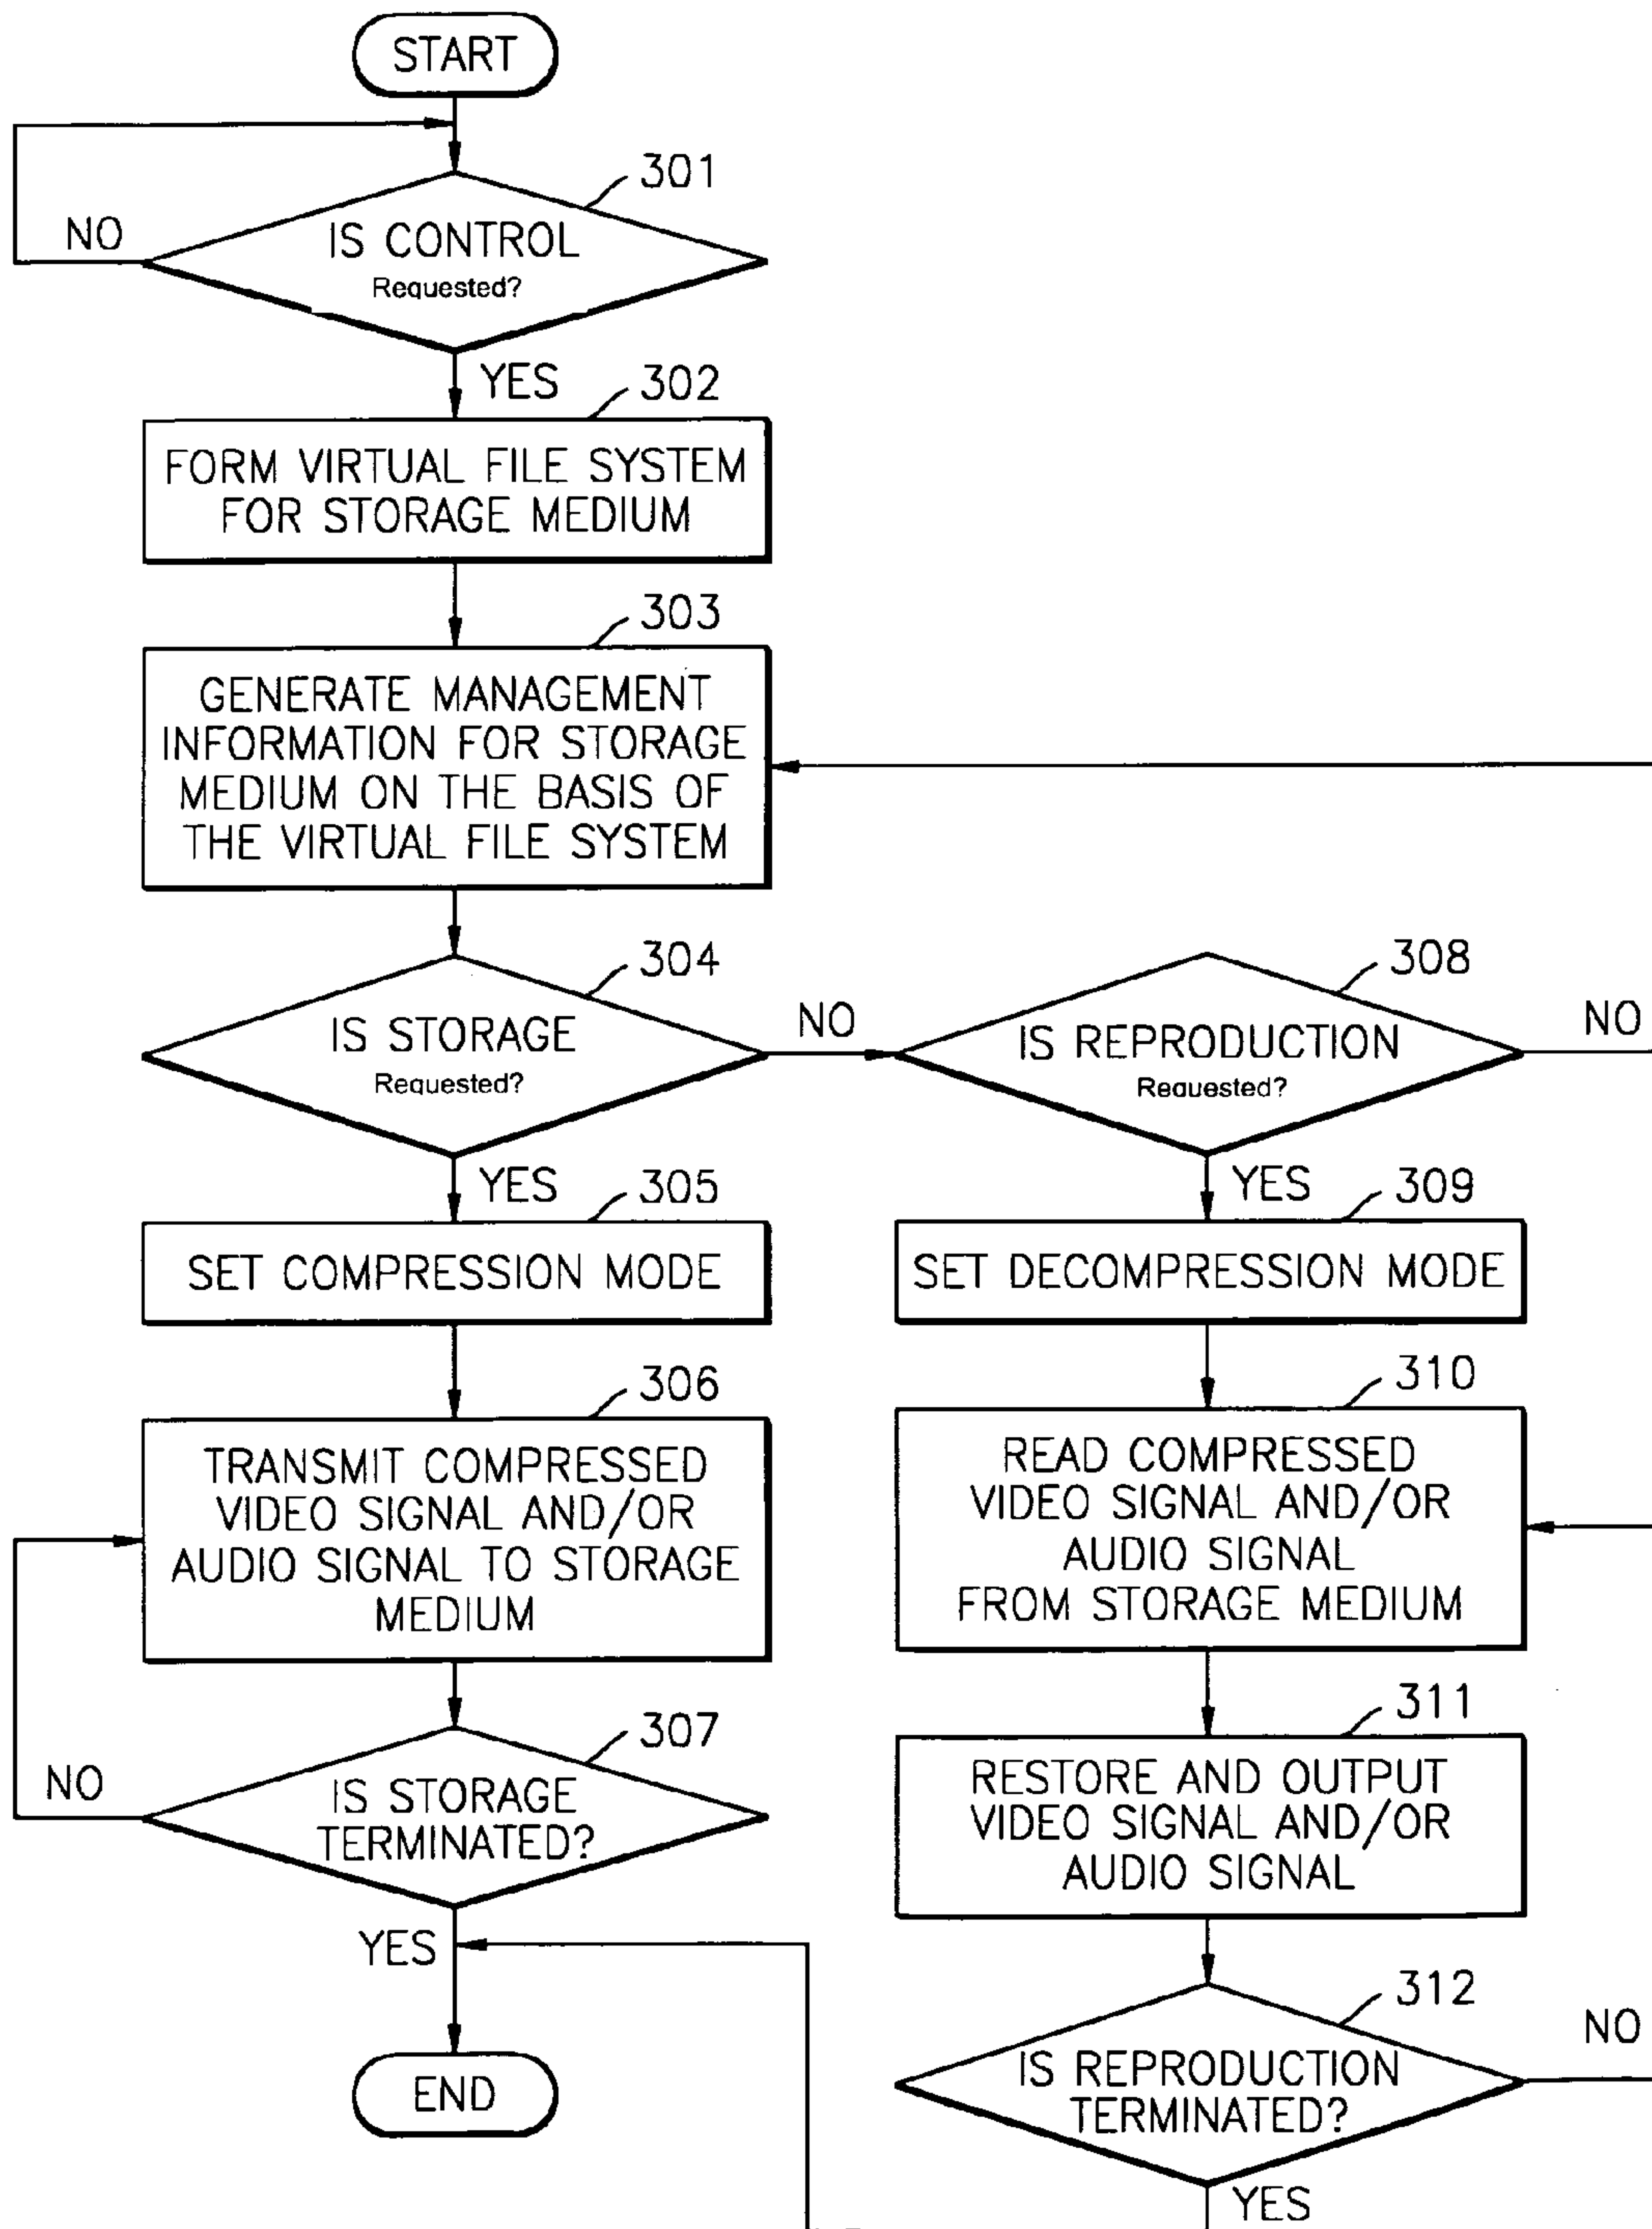 START
301
NO
IS CONTROL
Requested?
YES
302
FORM VIRTUAL FILE SYSTEM
FOR STORAGE MEDIUM
303
GENERATE MANAGEMENT
INFORMATION FOR STORAGE
MEDIUM ON THE BASIS OF
THE VIRTUAL FILE SYSTEM
304
IS STORAGE
Requested?
NO
308
IS REPRODUCTION
Requested?
NO
YES
305
SET COMPRESSION MODE
YES
309
SET DECOMPRESSION MODE
306
TRANSMIT COMPRESSED
VIDEO SIGNAL AND/OR
AUDIO SIGNAL TO STORAGE
MEDIUM
310
READ COMPRESSED
VIDEO SIGNAL AND/OR
AUDIO SIGNAL
FROM STORAGE MEDIUM
307
NO
IS STORAGE
TERMINATED?
YES
311
RESTORE AND OUTPUT
VIDEO SIGNAL AND/OR
AUDIO SIGNAL
312
IS REPRODUCTION
TERMINATED?
NO
YES
END